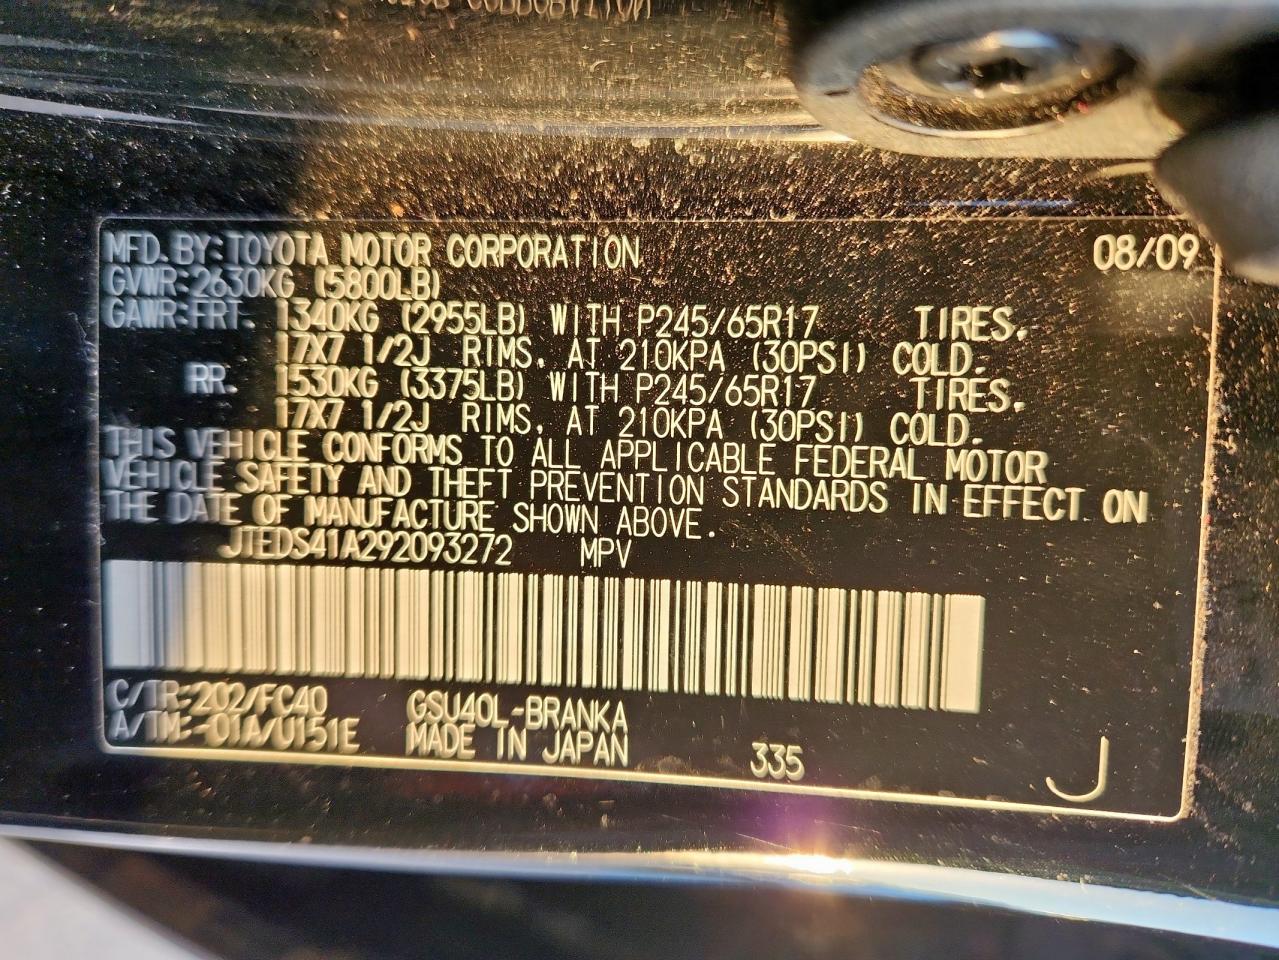 MFD. BY: TOYOTA MOTOR CORPORATION 08/09
GVWR: 2630KG (5800LB)
GAWR: FRT. 1340KG (2955LB) WITH P245/65R17 TIRES,
17X7 1/2J RIMS, AT 210KPA (30PSI) COLD.
RR. 1530KG (3375LB) WITH P245/65R17 TIRES,
17X7 1/2J RIMS, AT 210KPA (30PSI) COLD.
THIS VEHICLE CONFORMS TO ALL APPLICABLE FEDERAL MOTOR
VEHICLE SAFETY AND THEFT PREVENTION STANDARDS IN EFFECT ON
THE DATE OF MANUFACTURE SHOWN ABOVE.
JTEDS41A292093272 MPV
C/TR: 202/FC40 GSU40L-BRANKA
A/TM: -01A/U151E MADE IN JAPAN 335 J